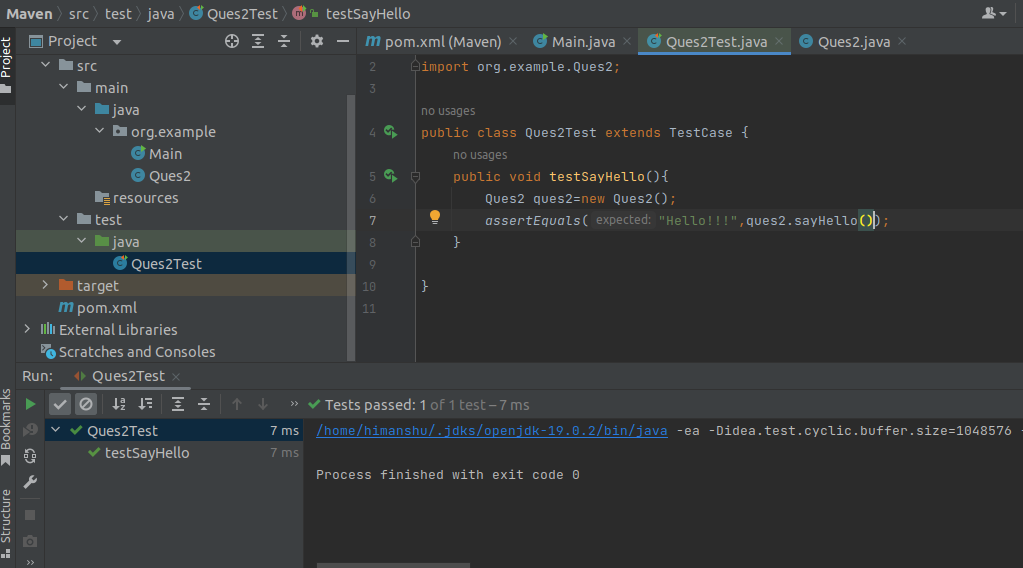 Maven 〉 src 〉 test 〉 java 〉 Ques2Test 〉 m testSayHello
Project
pom.xml (Maven) × Main.java × Ques2Test.java × Ques2.java ×
Project
src
main
java
org.example
Main
Ques2
resources
test
java
Ques2Test
target
pom.xml
External Libraries
Scratches and Consoles
2 import org.example.Ques2;
3
no usages
4 public class Ques2Test extends TestCase {
no usages
5 public void testSayHello(){
6 Ques2 ques2=new Ques2();
7 assertEquals( expected: "Hello!!!",ques2.sayHello());
8 }
9
10 }
11
Run: Ques2Test ×
Bookmarks
Structure
Tests passed: 1 of 1 test – 7 ms
Ques2Test 7 ms
testSayHello 7 ms
/home/himanshu/.jdks/openjdk-19.0.2/bin/java -ea -Didea.test.cyclic.buffer.size=1048576 -
Process finished with exit code 0